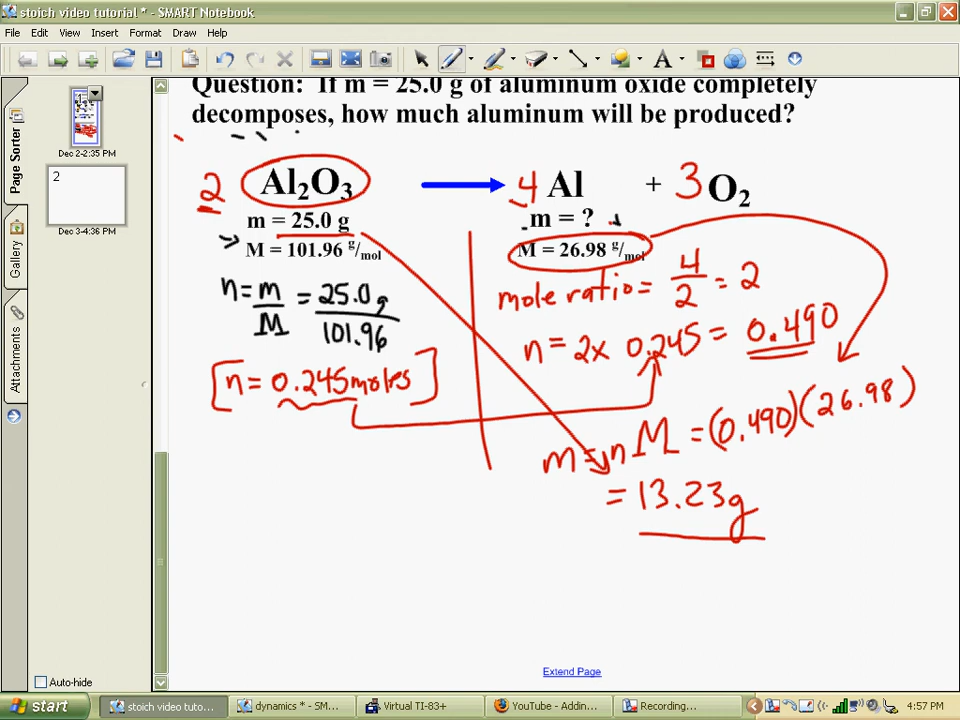 stoich video tutorial * - SMART Notebook
File Edit View Insert Format Draw Help
Page Sorter
Gallery
Attachments
Dec 2-2:35 PM
2
Dec 3-4:36 PM
Question: If m = 25.0 g of aluminum oxide completely
decomposes, how much aluminum will be produced?
2 Al₂O₃ 4 Al + 3 O₂
m = 25.0 g m = ?
M = 101.96 g/mol M = 26.98 g/mol
n = m/M = 25.0g/101.96
mole ratio = 4/2 = 2
n = 2x 0.245 = 0.490
n = 0.245 moles
m = n M = (0.490)(26.98)
= 13.23g
Extend Page
Auto-hide
start stoich video tuto... dynamics * - SM... Virtual TI-83+ YouTube - Addin... Recording... 4:57 PM